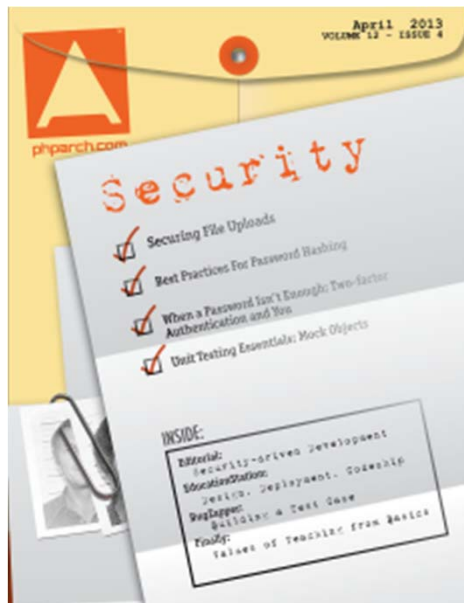 April 2013
VOLUME 12 - ISSUE 4
A
phparch.com
Security
Securing File Uploads
Best Practices For Password Hashing
When a Password Isn't Enough: Two-factor
Authentication and You
Unit Testing Essentials: Mock Objects
INSIDE:
Editorial:
Security-driven Development
EducationStation:
Design, Deployment, Codeship
BugZapper:
Building a Test Case
Finally:
Values of Teaching from Basics